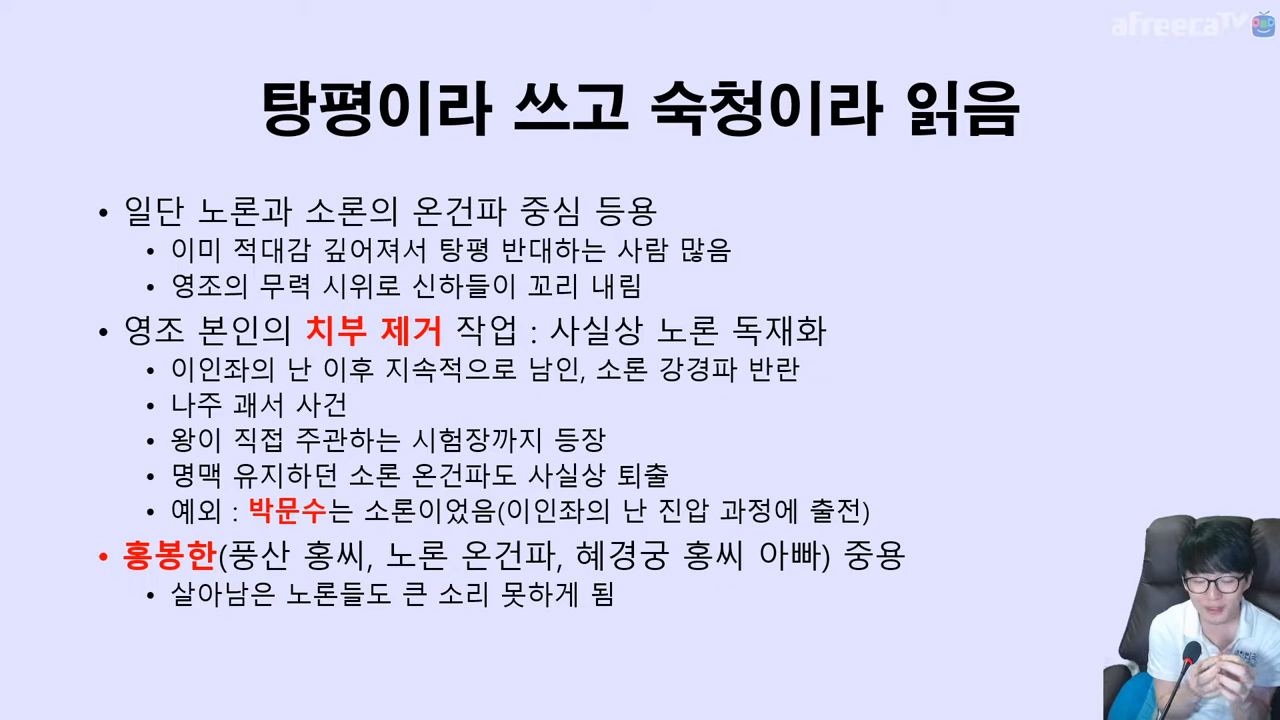 afreecaTV
탕평이라 쓰고 숙청이라 읽음
• 일단 노론과 소론의 온건파 중심 등용
• 이미 적대감 깊어져서 탕평 반대하는 사람 많음
• 영조의 무력 시위로 신하들이 꼬리 내림
• 영조 본인의 치부 제거 작업 : 사실상 노론 독재화
• 이인좌의 난 이후 지속적으로 남인, 소론 강경파 반란
• 나주 괘서 사건
• 왕이 직접 주관하는 시험장까지 등장
• 명맥 유지하던 소론 온건파도 사실상 퇴출
• 예외 : 박문수는 소론이었음(이인좌의 난 진압 과정에 출전)
• 홍봉한(풍산 홍씨, 노론 온건파, 혜경궁 홍씨 아빠) 중용
• 살아남은 노론들도 큰 소리 못하게 됨